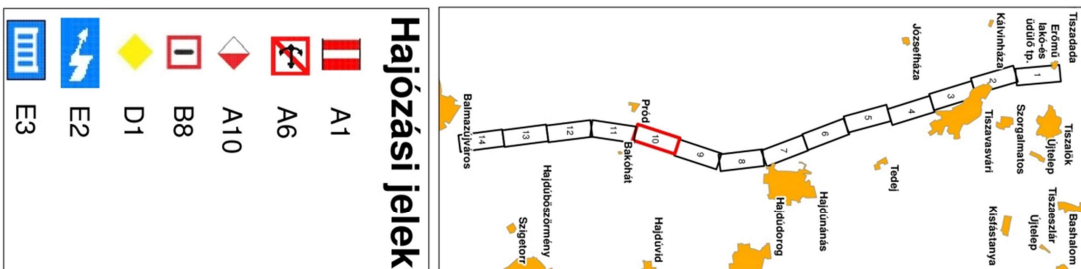 Hajózási jelek
A1
A6
A10
B8
D1
E2
E3
Tiszadada
Erőmű
lakó-és
üdülő tp.
Kálvinháza
Józsefháza
Tiszalök
Újtelep
Szorgalmatos
Tiszavasvári
Bashalom
Tiszaeszlár
Újtelep
Kisfástanya
Tedej
Hajdúnánás
Hajdúdorog
Pród
Bakóhát
Hajdúvid
Hajdúböszörmény
Szigetorr
Balmazújváros
1
2
3
4
5
6
7
8
9
10
11
12
13
14